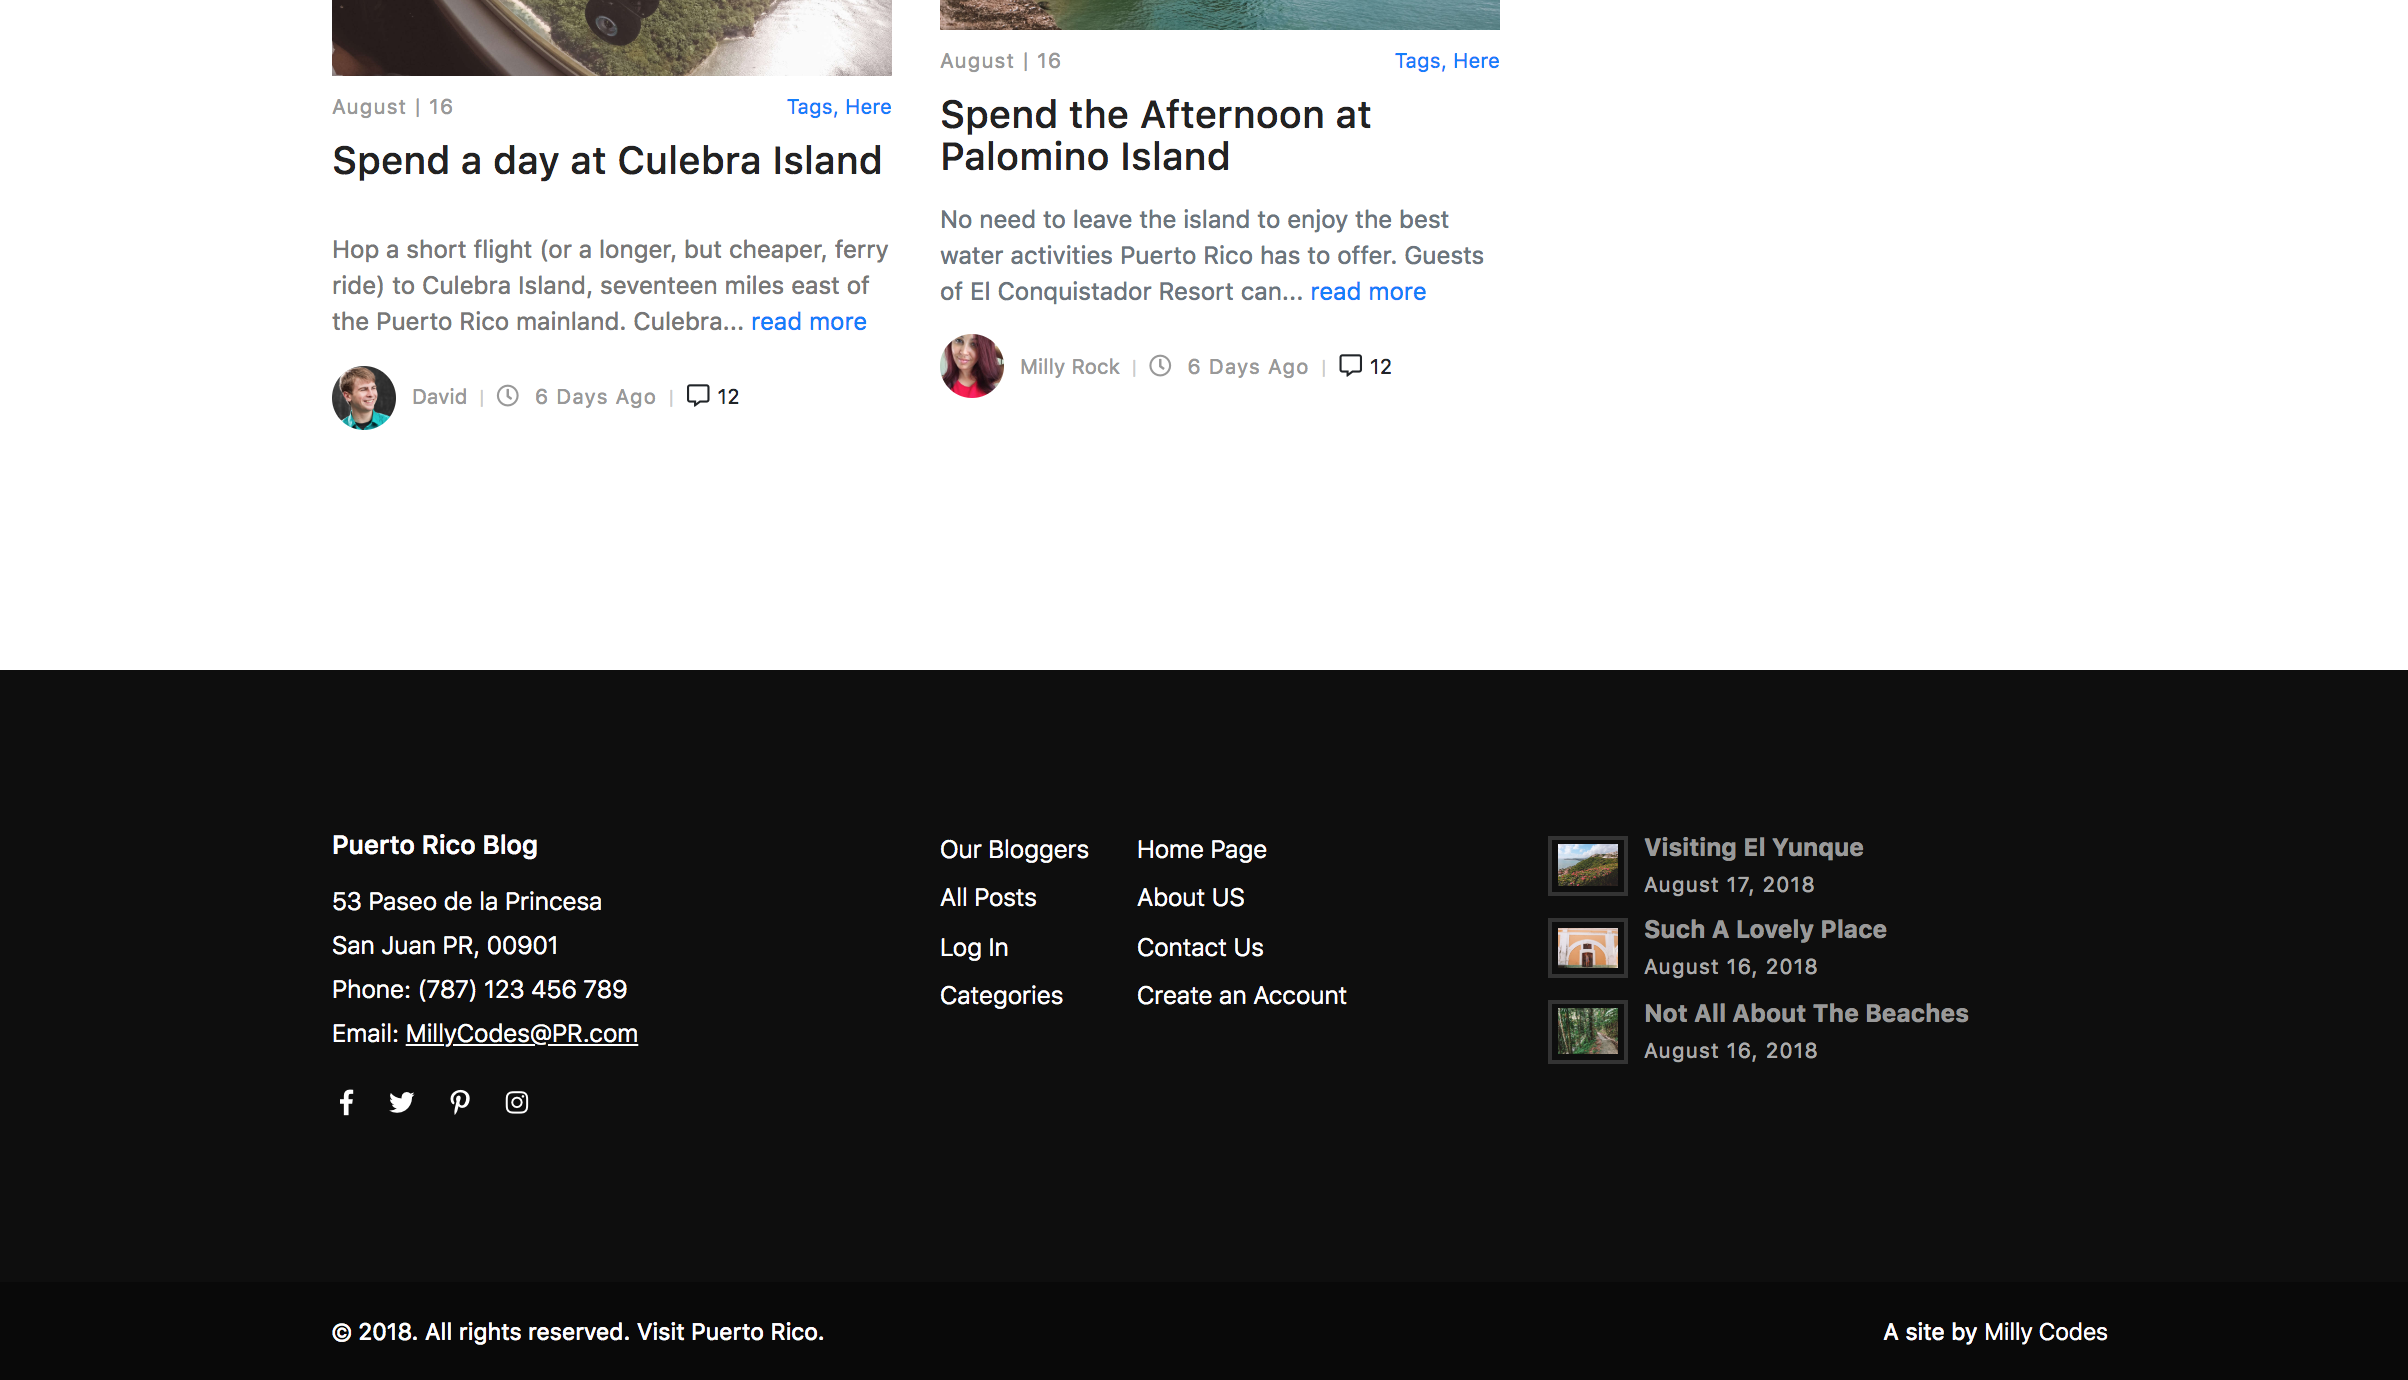 August | 16
Tags, Here
Spend a day at Culebra Island
Hop a short flight (or a longer, but cheaper, ferry
ride) to Culebra Island, seventeen miles east of
the Puerto Rico mainland. Culebra... read more
David | 6 Days Ago | 12
August | 16
Tags, Here
Spend the Afternoon at
Palomino Island
No need to leave the island to enjoy the best
water activities Puerto Rico has to offer. Guests
of El Conquistador Resort can... read more
Milly Rock | 6 Days Ago | 12
Puerto Rico Blog
53 Paseo de la Princesa
San Juan PR, 00901
Phone: (787) 123 456 789
Email: MillyCodes@PR.com
Our Bloggers
All Posts
Log In
Categories
Home Page
About US
Contact Us
Create an Account
Visiting El Yunque
August 17, 2018
Such A Lovely Place
August 16, 2018
Not All About The Beaches
August 16, 2018
© 2018. All rights reserved. Visit Puerto Rico.
A site by Milly Codes